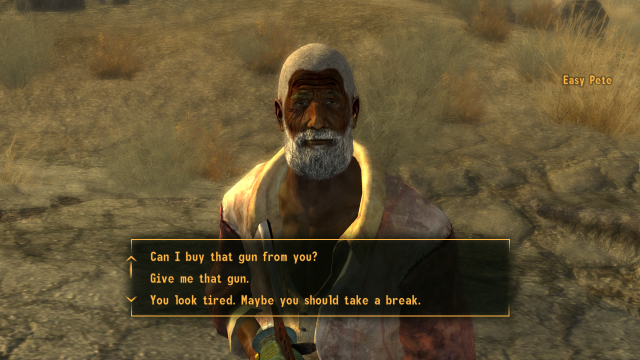 Easy Pete
Can I buy that gun from you?
Give me that gun.
You look tired. Maybe you should take a break.